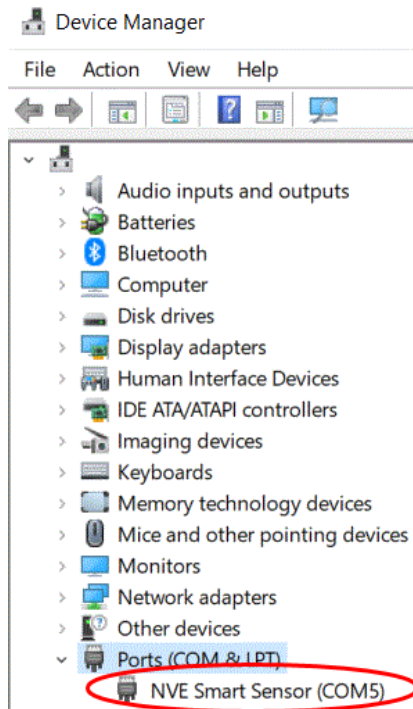 Device Manager
File Action View Help
Audio inputs and outputs
Batteries
Bluetooth
Computer
Disk drives
Display adapters
Human Interface Devices
IDE ATA/ATAPI controllers
Imaging devices
Keyboards
Memory technology devices
Mice and other pointing devices
Monitors
Network adapters
Other devices
Ports (COM & LPT)
NVE Smart Sensor (COM5)